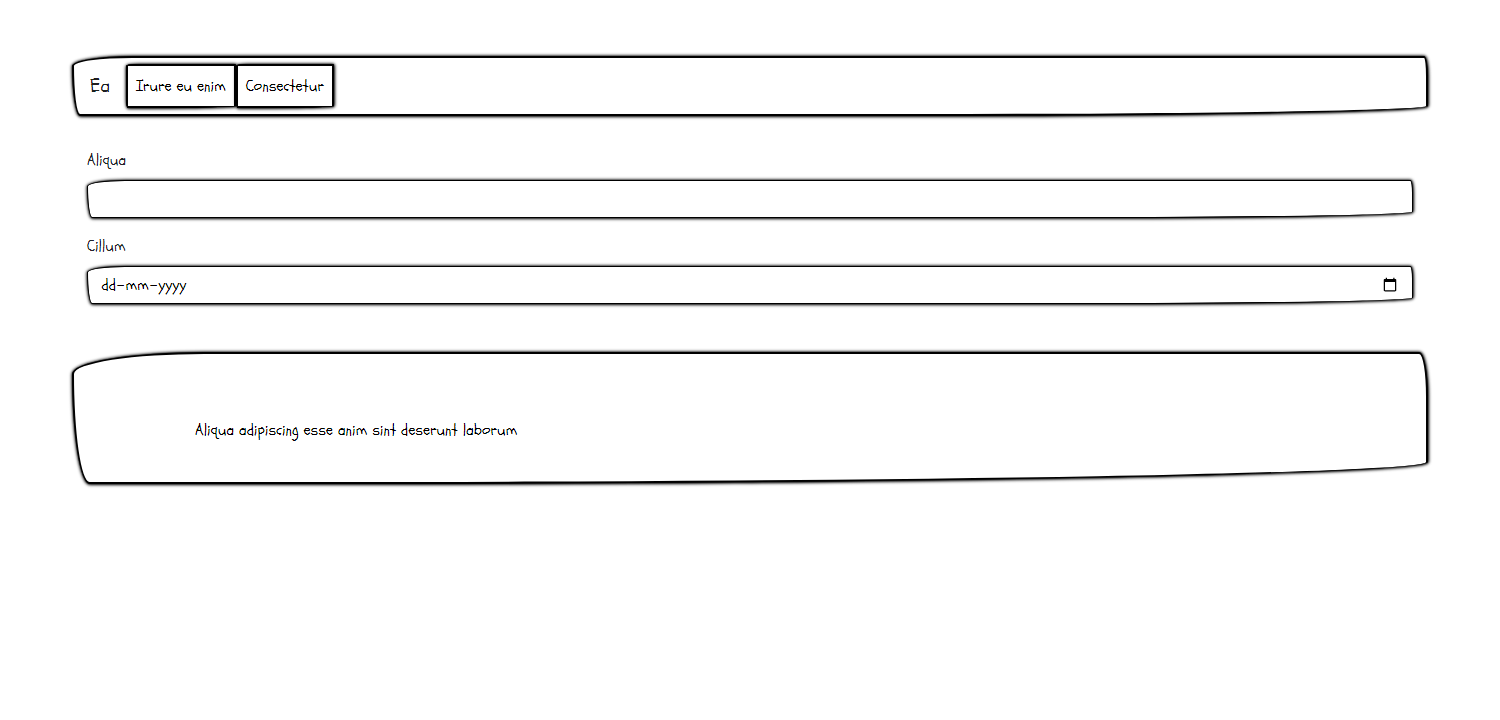 Ea Irure eu enim Consectetur
Aliqua
Cillum
dd-mm-yyyy
Aliqua adipiscing esse anim sint deserunt laborum